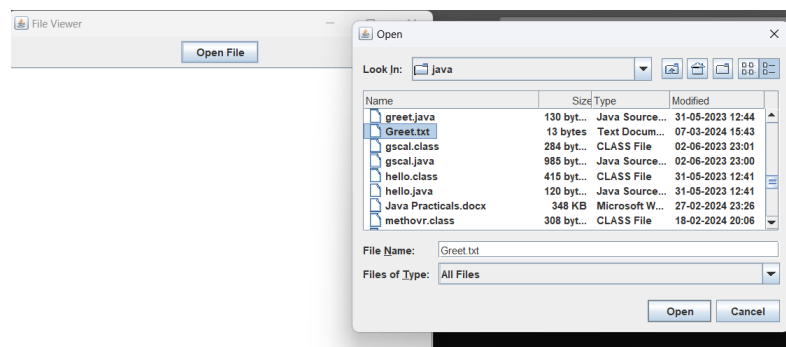 File Viewer
Open File
Open
Look In: java
Name Size Type Modified
greet.java 130 byt... Java Source... 31-05-2023 12:44
Greet.txt 13 bytes Text Docum... 07-03-2024 15:43
gscal.class 284 byt... CLASS File 02-06-2023 23:01
gscal.java 985 byt... Java Source... 02-06-2023 23:00
hello.class 415 byt... CLASS File 31-05-2023 12:41
hello.java 120 byt... Java Source... 31-05-2023 12:41
Java Practicals.docx 348 KB Microsoft W... 27-02-2024 23:26
methovr.class 308 byt... CLASS File 18-02-2024 20:06
File Name: Greet.txt
Files of Type: All Files
Open Cancel